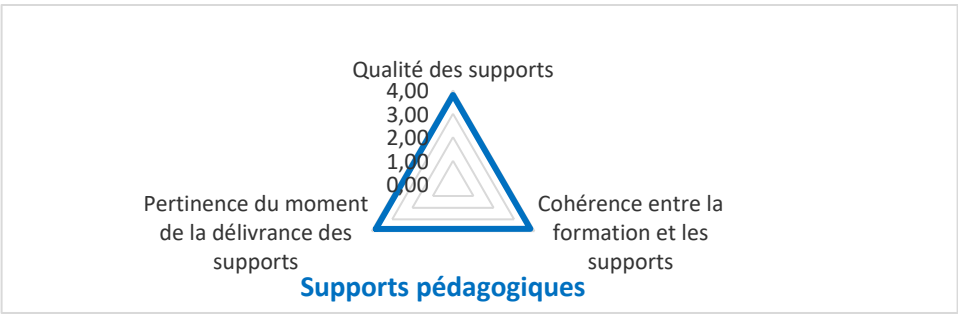 Qualité des supports
4,00
3,00
2,00
1,00
0,00
Pertinence du moment
de la délivrance des
supports
Cohérence entre la
formation et les
supports
Supports pédagogiques